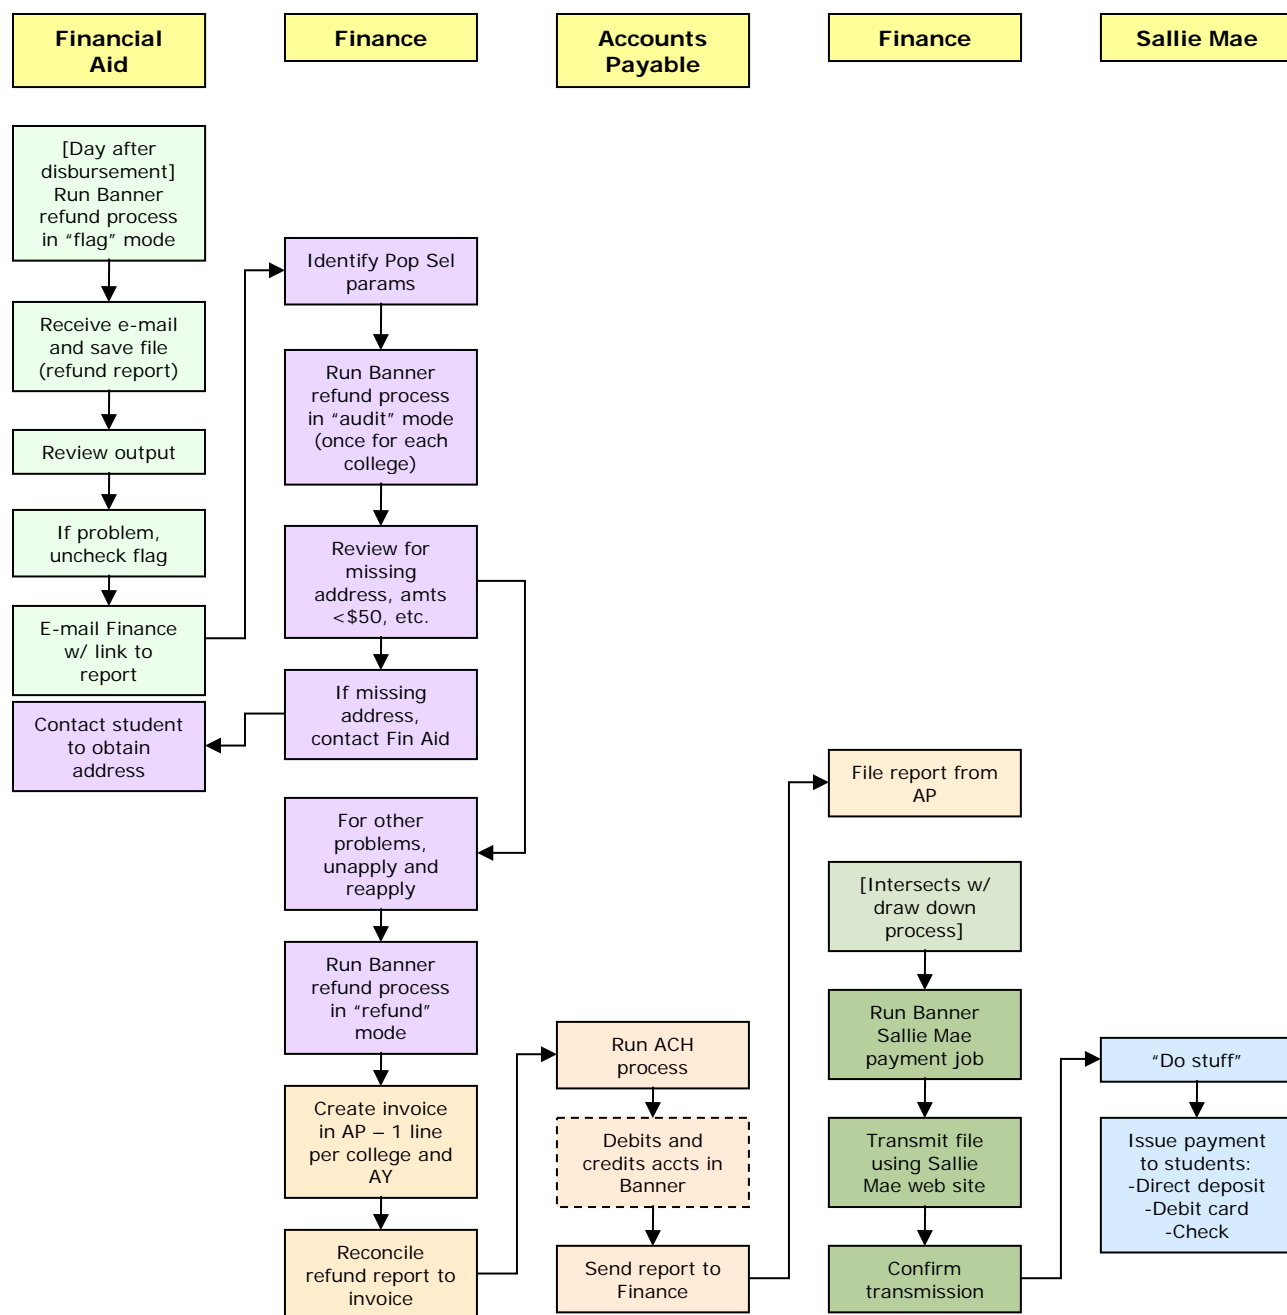 Financial
Aid
Finance
Accounts
Payable
Finance
Sallie Mae
[Day after
disbursement]
Run Banner
refund process
in “flag” mode
Receive e-mail
and save file
(refund report)
Review output
If problem,
uncheck flag
E-mail Finance
w/ link to
report
Contact student
to obtain
address
Identify Pop Sel
params
Run Banner
refund process
in “audit” mode
(once for each
college)
Review for
missing
address, amts
<$50, etc.
If missing
address,
contact Fin Aid
For other
problems,
unapply and
reapply
Run Banner
refund process
in “refund”
mode
Create invoice
in AP – 1 line
per college and
AY
Reconcile
refund report to
invoice
Run ACH
process
Debits and
credits accts in
Banner
Send report to
Finance
File report from
AP
[Intersects w/
draw down
process]
Run Banner
Sallie Mae
payment job
Transmit file
using Sallie
Mae web site
Confirm
transmission
“Do stuff”
Issue payment
to students:
-Direct deposit
-Debit card
-Check